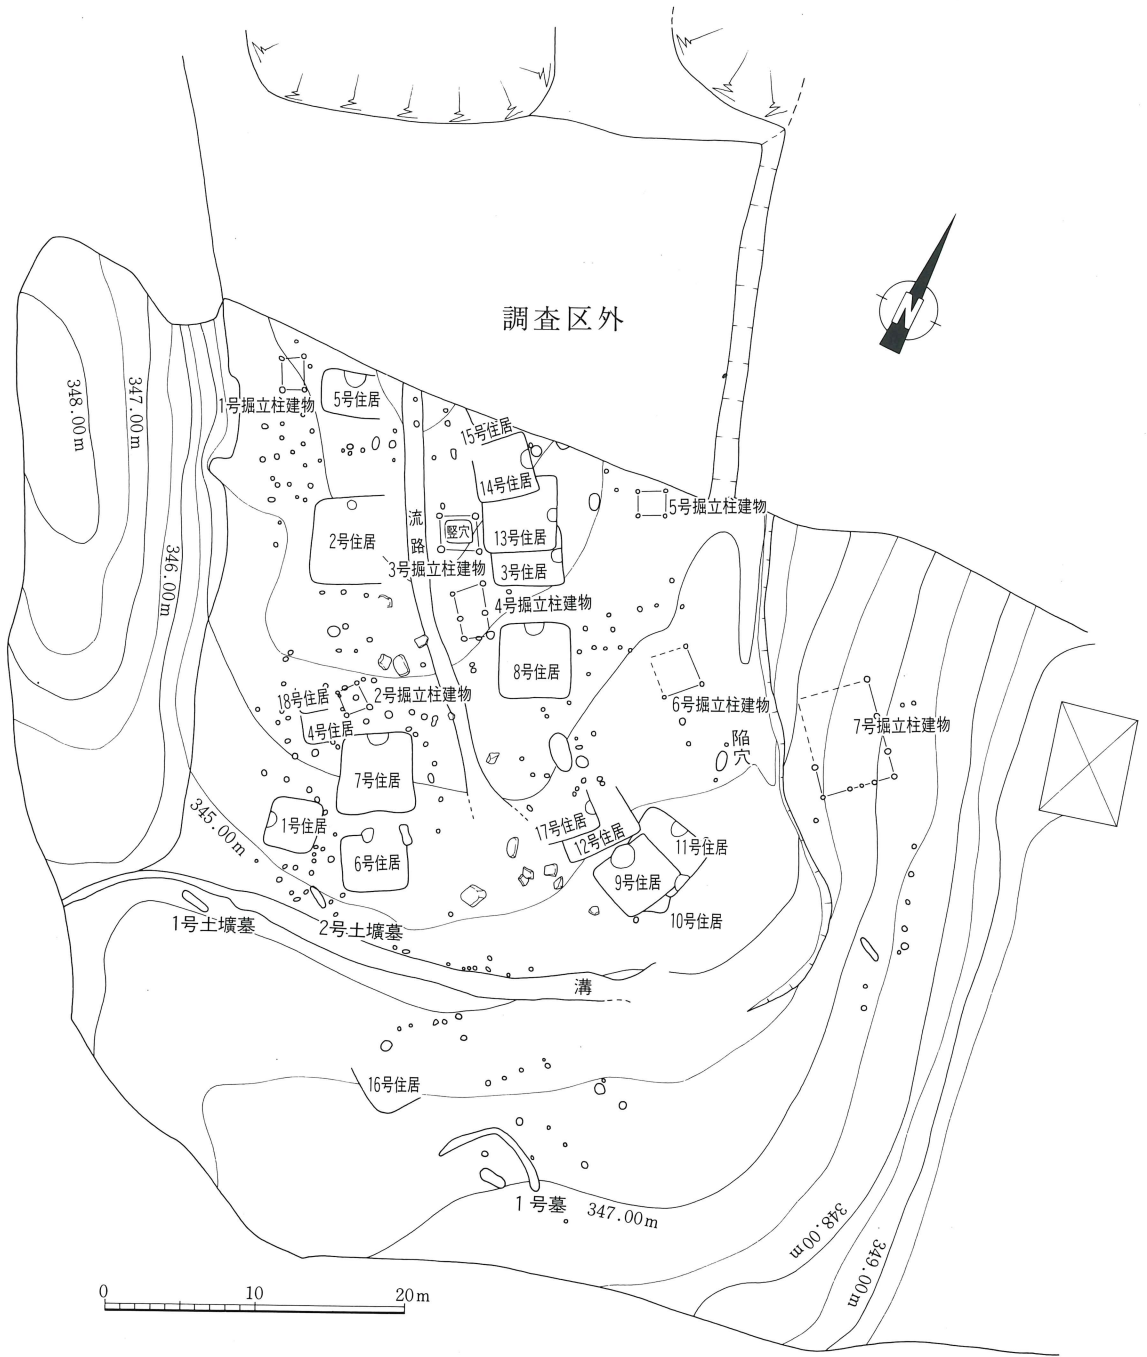 調査区外
N
348.00m
347.00m
346.00m
345.00m
1号掘立柱建物
5号住居
15号住居
14号住居
2号住居
流路
竪穴
13号住居
5号掘立柱建物
3号掘立柱建物
3号住居
4号掘立柱建物
8号住居
18号住居
2号掘立柱建物
4号住居
6号掘立柱建物
7号掘立柱建物
陥穴
7号住居
1号住居
17号住居
12号住居
11号住居
6号住居
9号住居
10号住居
1号土壙墓
2号土壙墓
溝
16号住居
1号墓
347.00m
348.00m
349.00m
0 10 20m